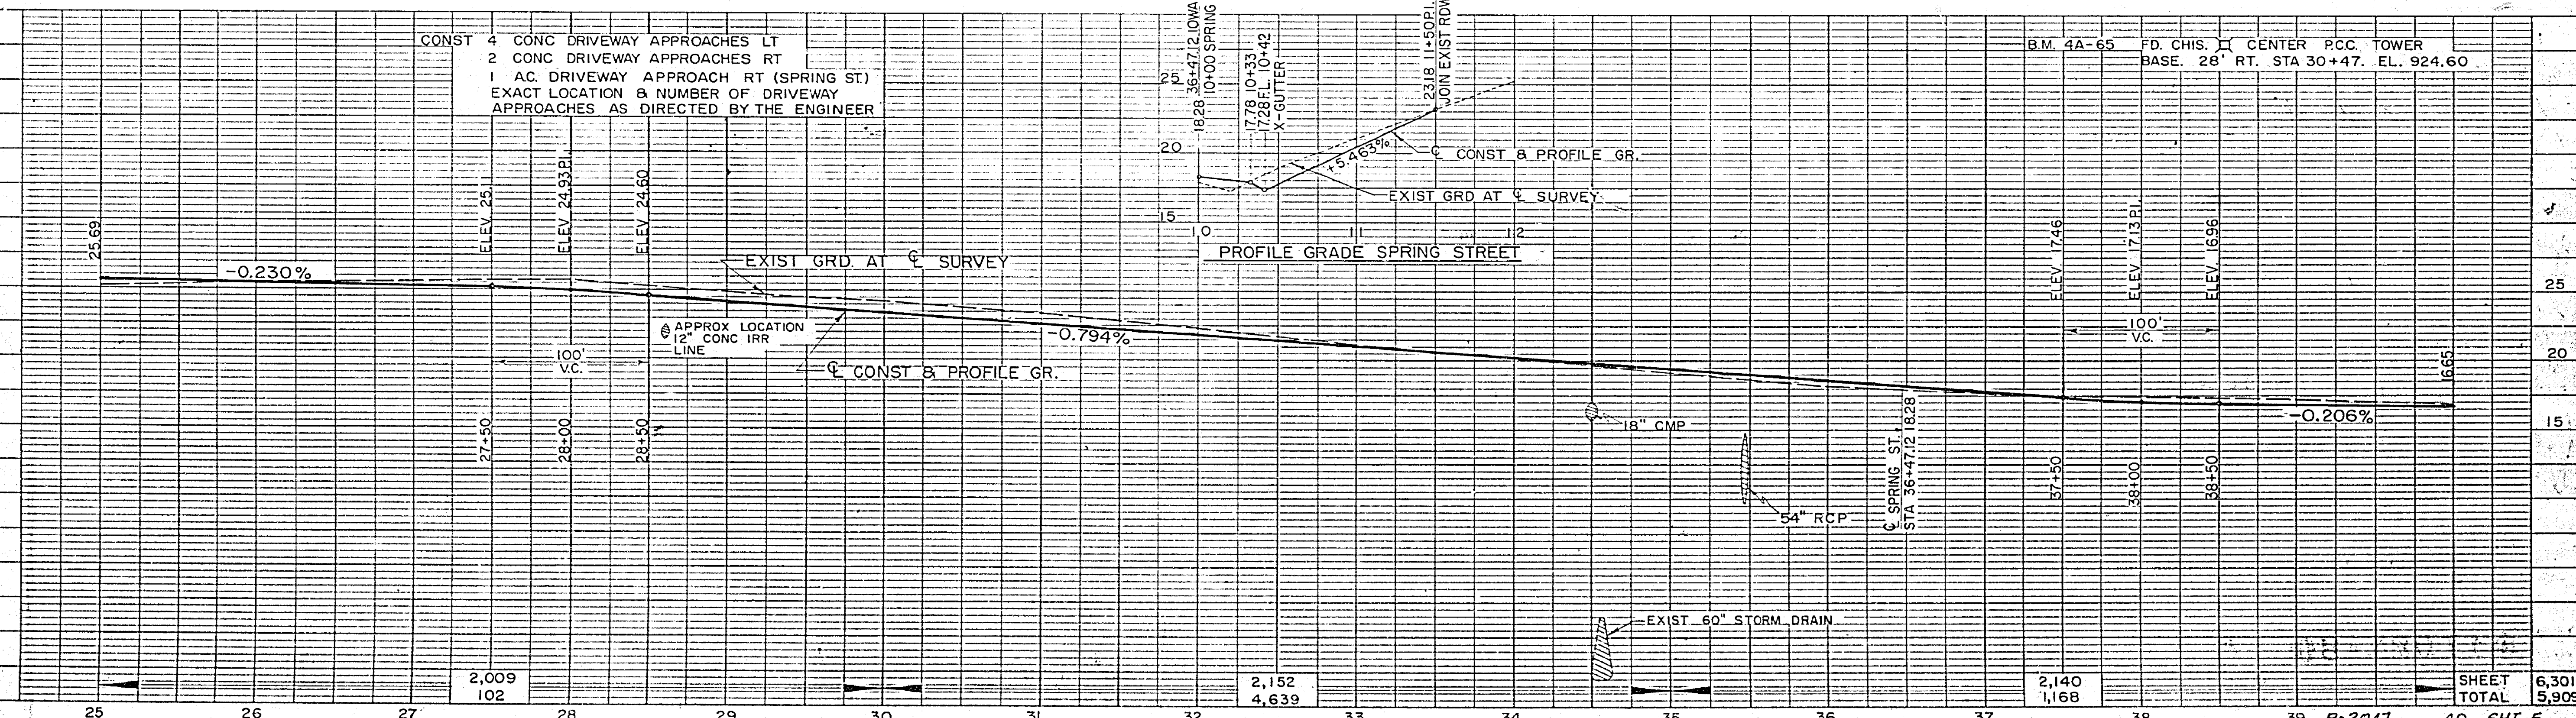 CONST 4 CONC DRIVEWAY APPROACHES LT
2 CONC DRIVEWAY APPROACHES RT
1 A.C. DRIVEWAY APPROACH RT (SPRING ST.)
EXACT LOCATION & NUMBER OF DRIVEWAY
APPROACHES AS DIRECTED BY THE ENGINEER
18.28 36+47.12 IOWA
10+00 SPRING
17.78 10+33
17.28 F.L. 10+42
X-GUTTER
23.18 11+50 P.I.
JOIN EXIST RDW
B.M. 4A-65 FD. CHIS. CENTER P.C.C. TOWER
BASE. 28' RT. STA 30+47. EL. 924.60
25
20
15
+5.463%
℄ CONST & PROFILE GR.
EXIST GRD AT ℄ SURVEY
10 11 12
PROFILE GRADE SPRING STREET
25.69
ELEV 25.11
ELEV 24.93 P.I.
ELEV 24.60
ELEV 17.46
ELEV 17.13 P.I.
ELEV 16.96
16.65
-0.230%
EXIST GRD. AT ℄ SURVEY
25
20
15
APPROX LOCATION
12" CONC IRR
LINE
-0.794%
100'
V.C.
100'
V.C.
℄ CONST & PROFILE GR.
-0.206%
18" CMP
27+50
28+00
28+50
℄ SPRING ST.,
STA 36+47.12 18.28
37+50
38+00
38+50
54" RCP
EXIST 60" STORM DRAIN
2,009
102
2,152
4,639
2,140
1,168
SHEET 6,301
TOTAL 5,909
25 26 27 28 29 30 31 32 33 34 35 36 37 38 39 40